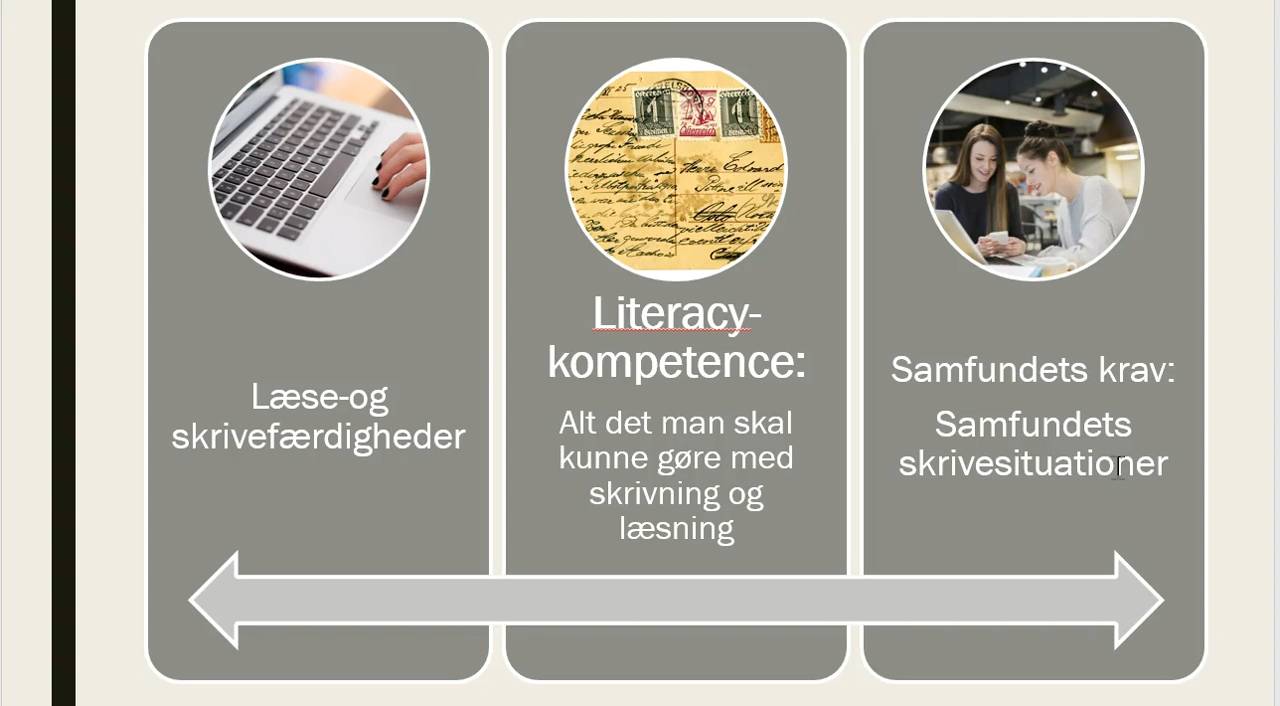 Læse-og
skrivefærdigheder
Literacy-
kompetence:
Alt det man skal
kunne gøre med
skrivning og
læsning
Samfundets krav:
Samfundets
skrivesituationer